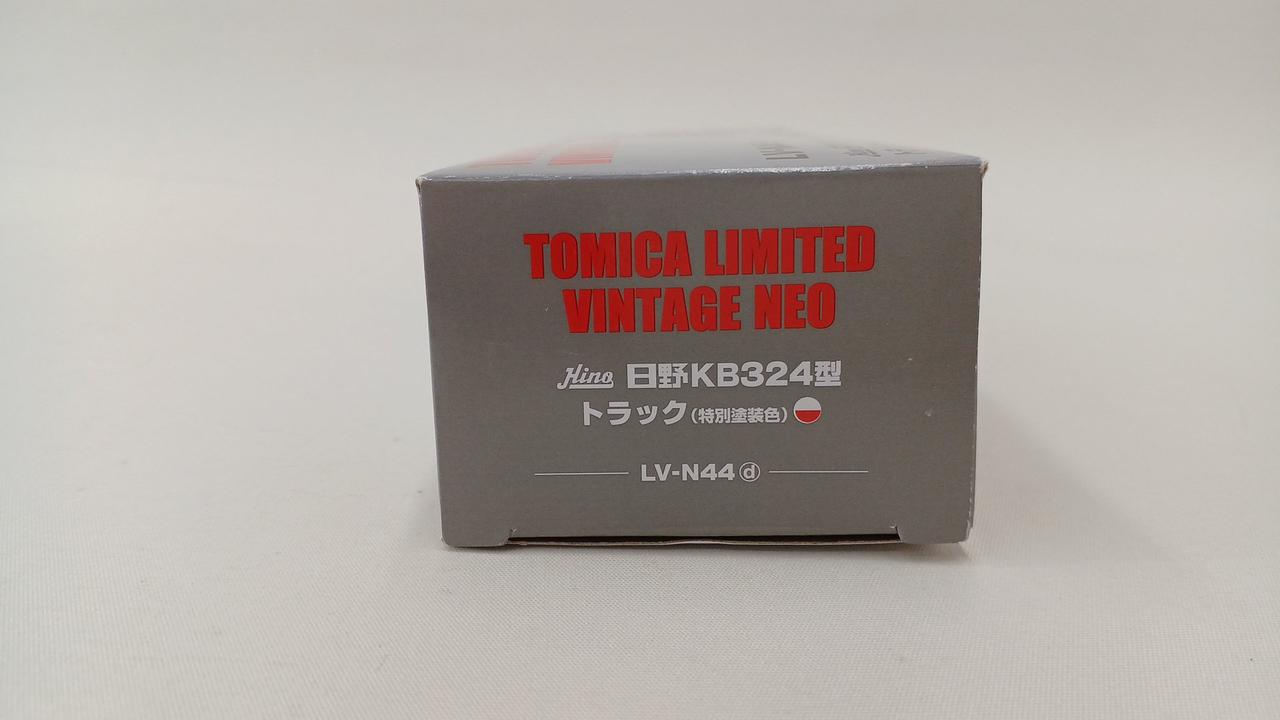 TOMICA LIMITED
VINTAGE NEO
Hino 日野KB324型
トラック(特別塗装色)
LV-N44 ⓓ